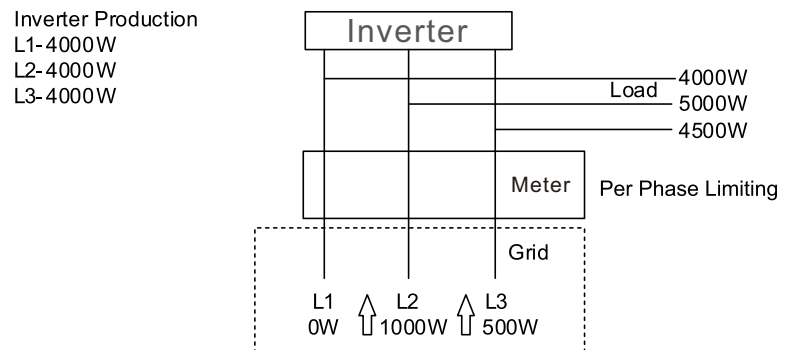 Inverter Production
L1-4000W
L2-4000W
L3-4000W
Inverter
Load
4000W
5000W
4500W
Meter
Per Phase Limiting
Grid
L1 L2 L3
0W 1000W 500W